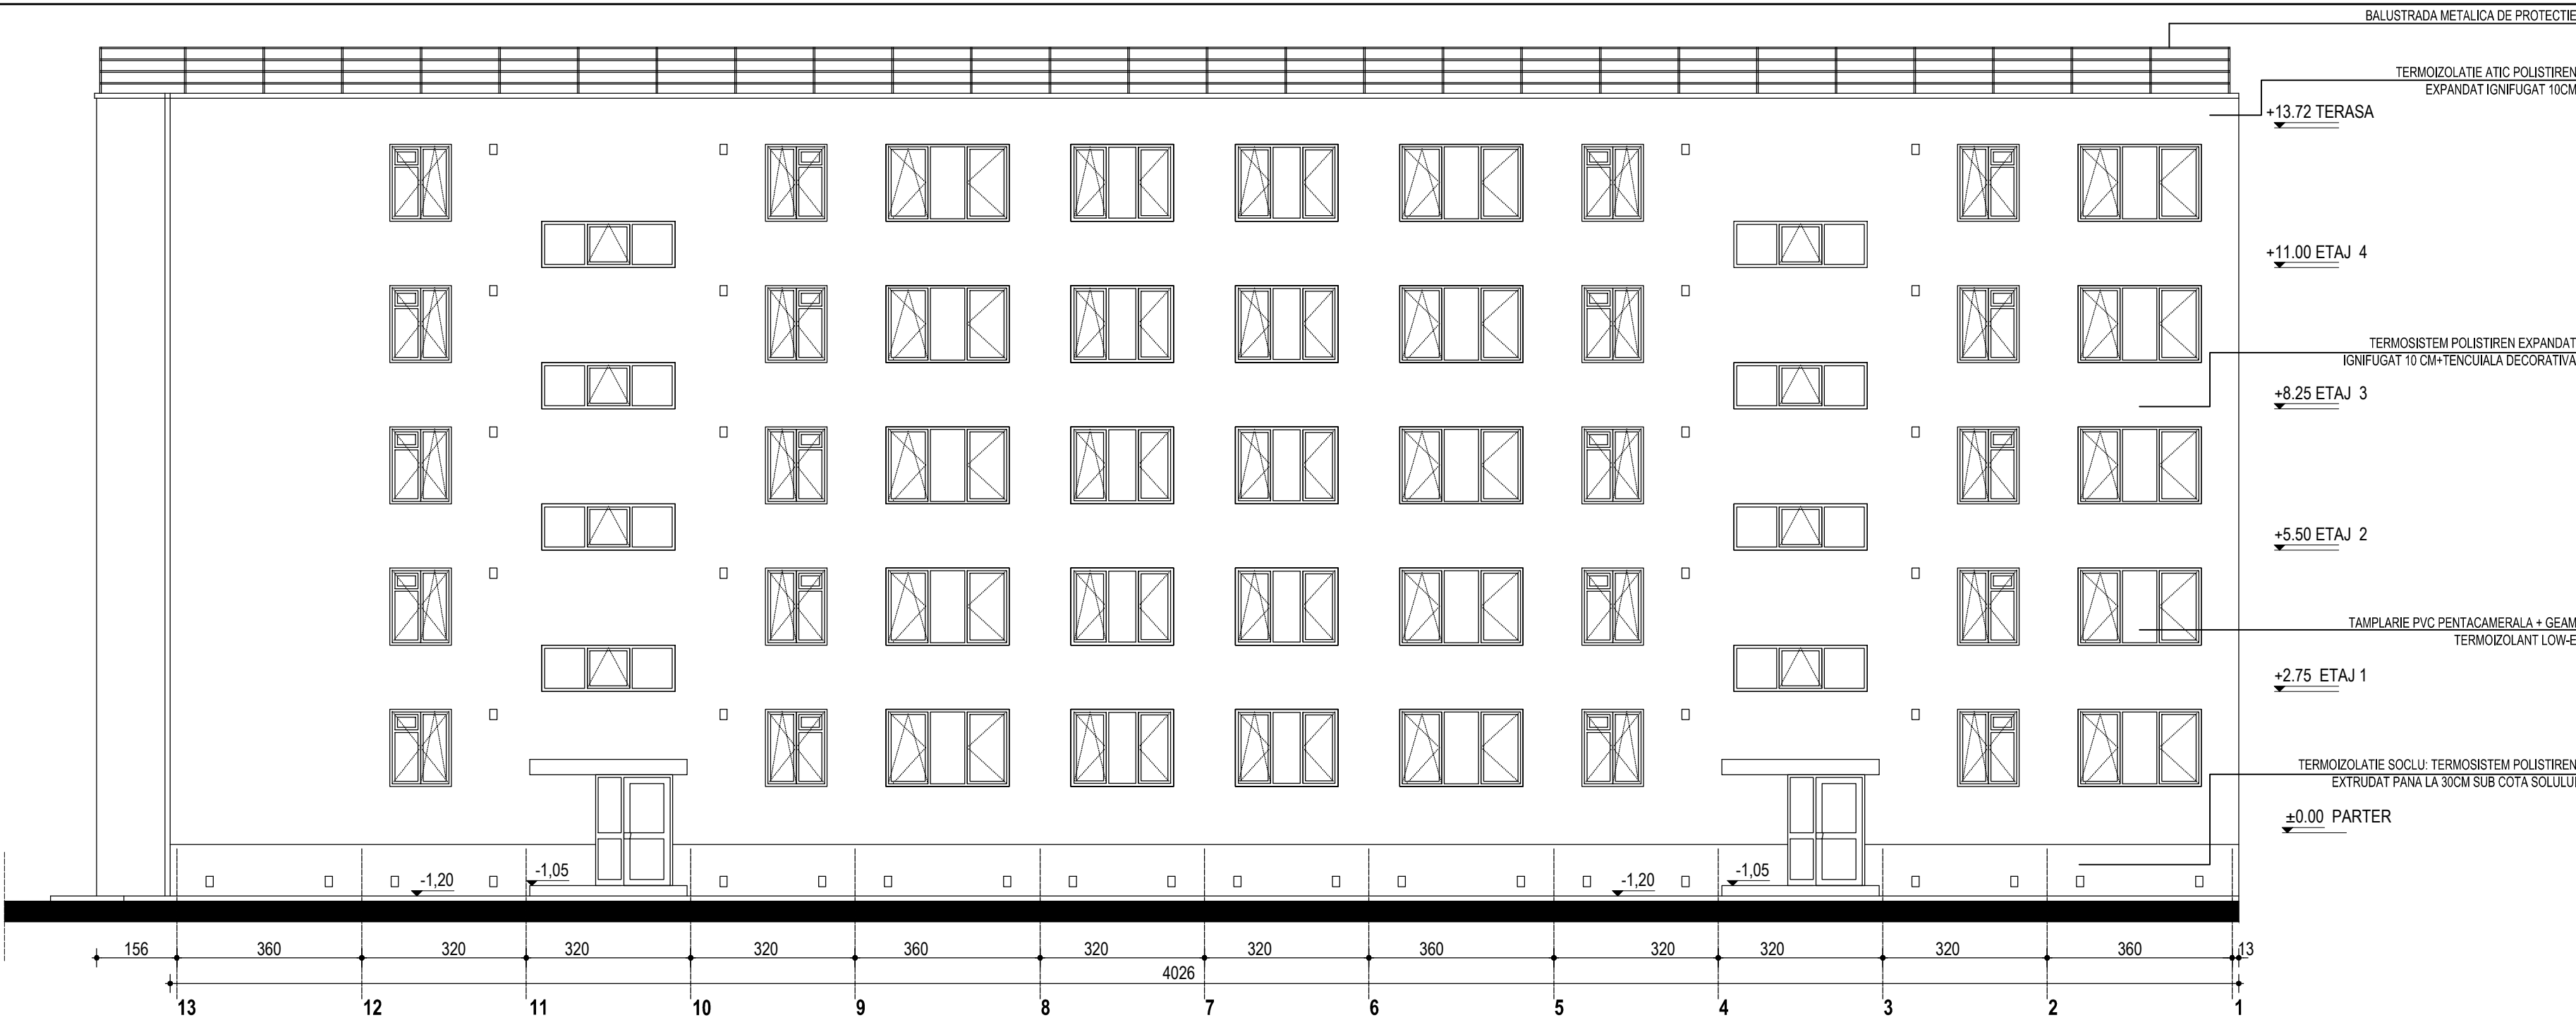 BALUSTRADA METALICA DE PROTECTIE
TERMOIZOLATIE ATIC POLISTIREN
EXPANDAT IGNIFUGAT 10CM
+13.72 TERASA
+11.00 ETAJ 4
TERMOSISTEM POLISTIREN EXPANDAT
IGNIFUGAT 10 CM+TENCUIALA DECORATIVA
+8.25 ETAJ 3
+5.50 ETAJ 2
TAMPLARIE PVC PENTACAMERALA + GEAM
TERMOIZOLANT LOW-E
+2.75 ETAJ 1
TERMOIZOLATIE SOCLU: TERMOSISTEM POLISTIREN
EXTRUDAT PANA LA 30CM SUB COTA SOLULUI
±0.00 PARTER
-1,20 -1,05 -1,20 -1,05
156 360 320 320 320 360 320 320 360 320 320 320 360 13
4026
13 12 11 10 9 8 7 6 5 4 3 2 1